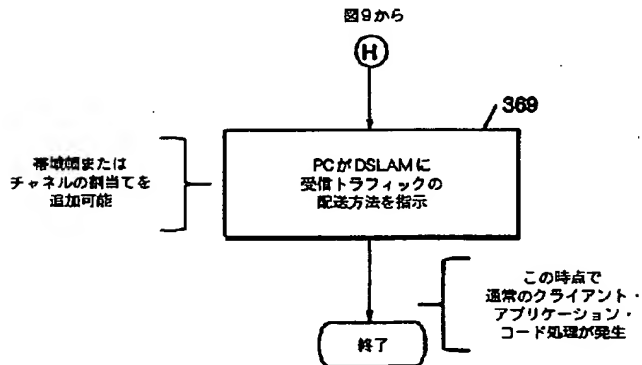 図9から
H
369
帯域幅または
チャネルの割当てを
追加可能
PCがDSLAMに
受信トラフィックの
配送方法を指示
この時点で
通常のクライアント・
アプリケーション・
コード処理が発生
終了